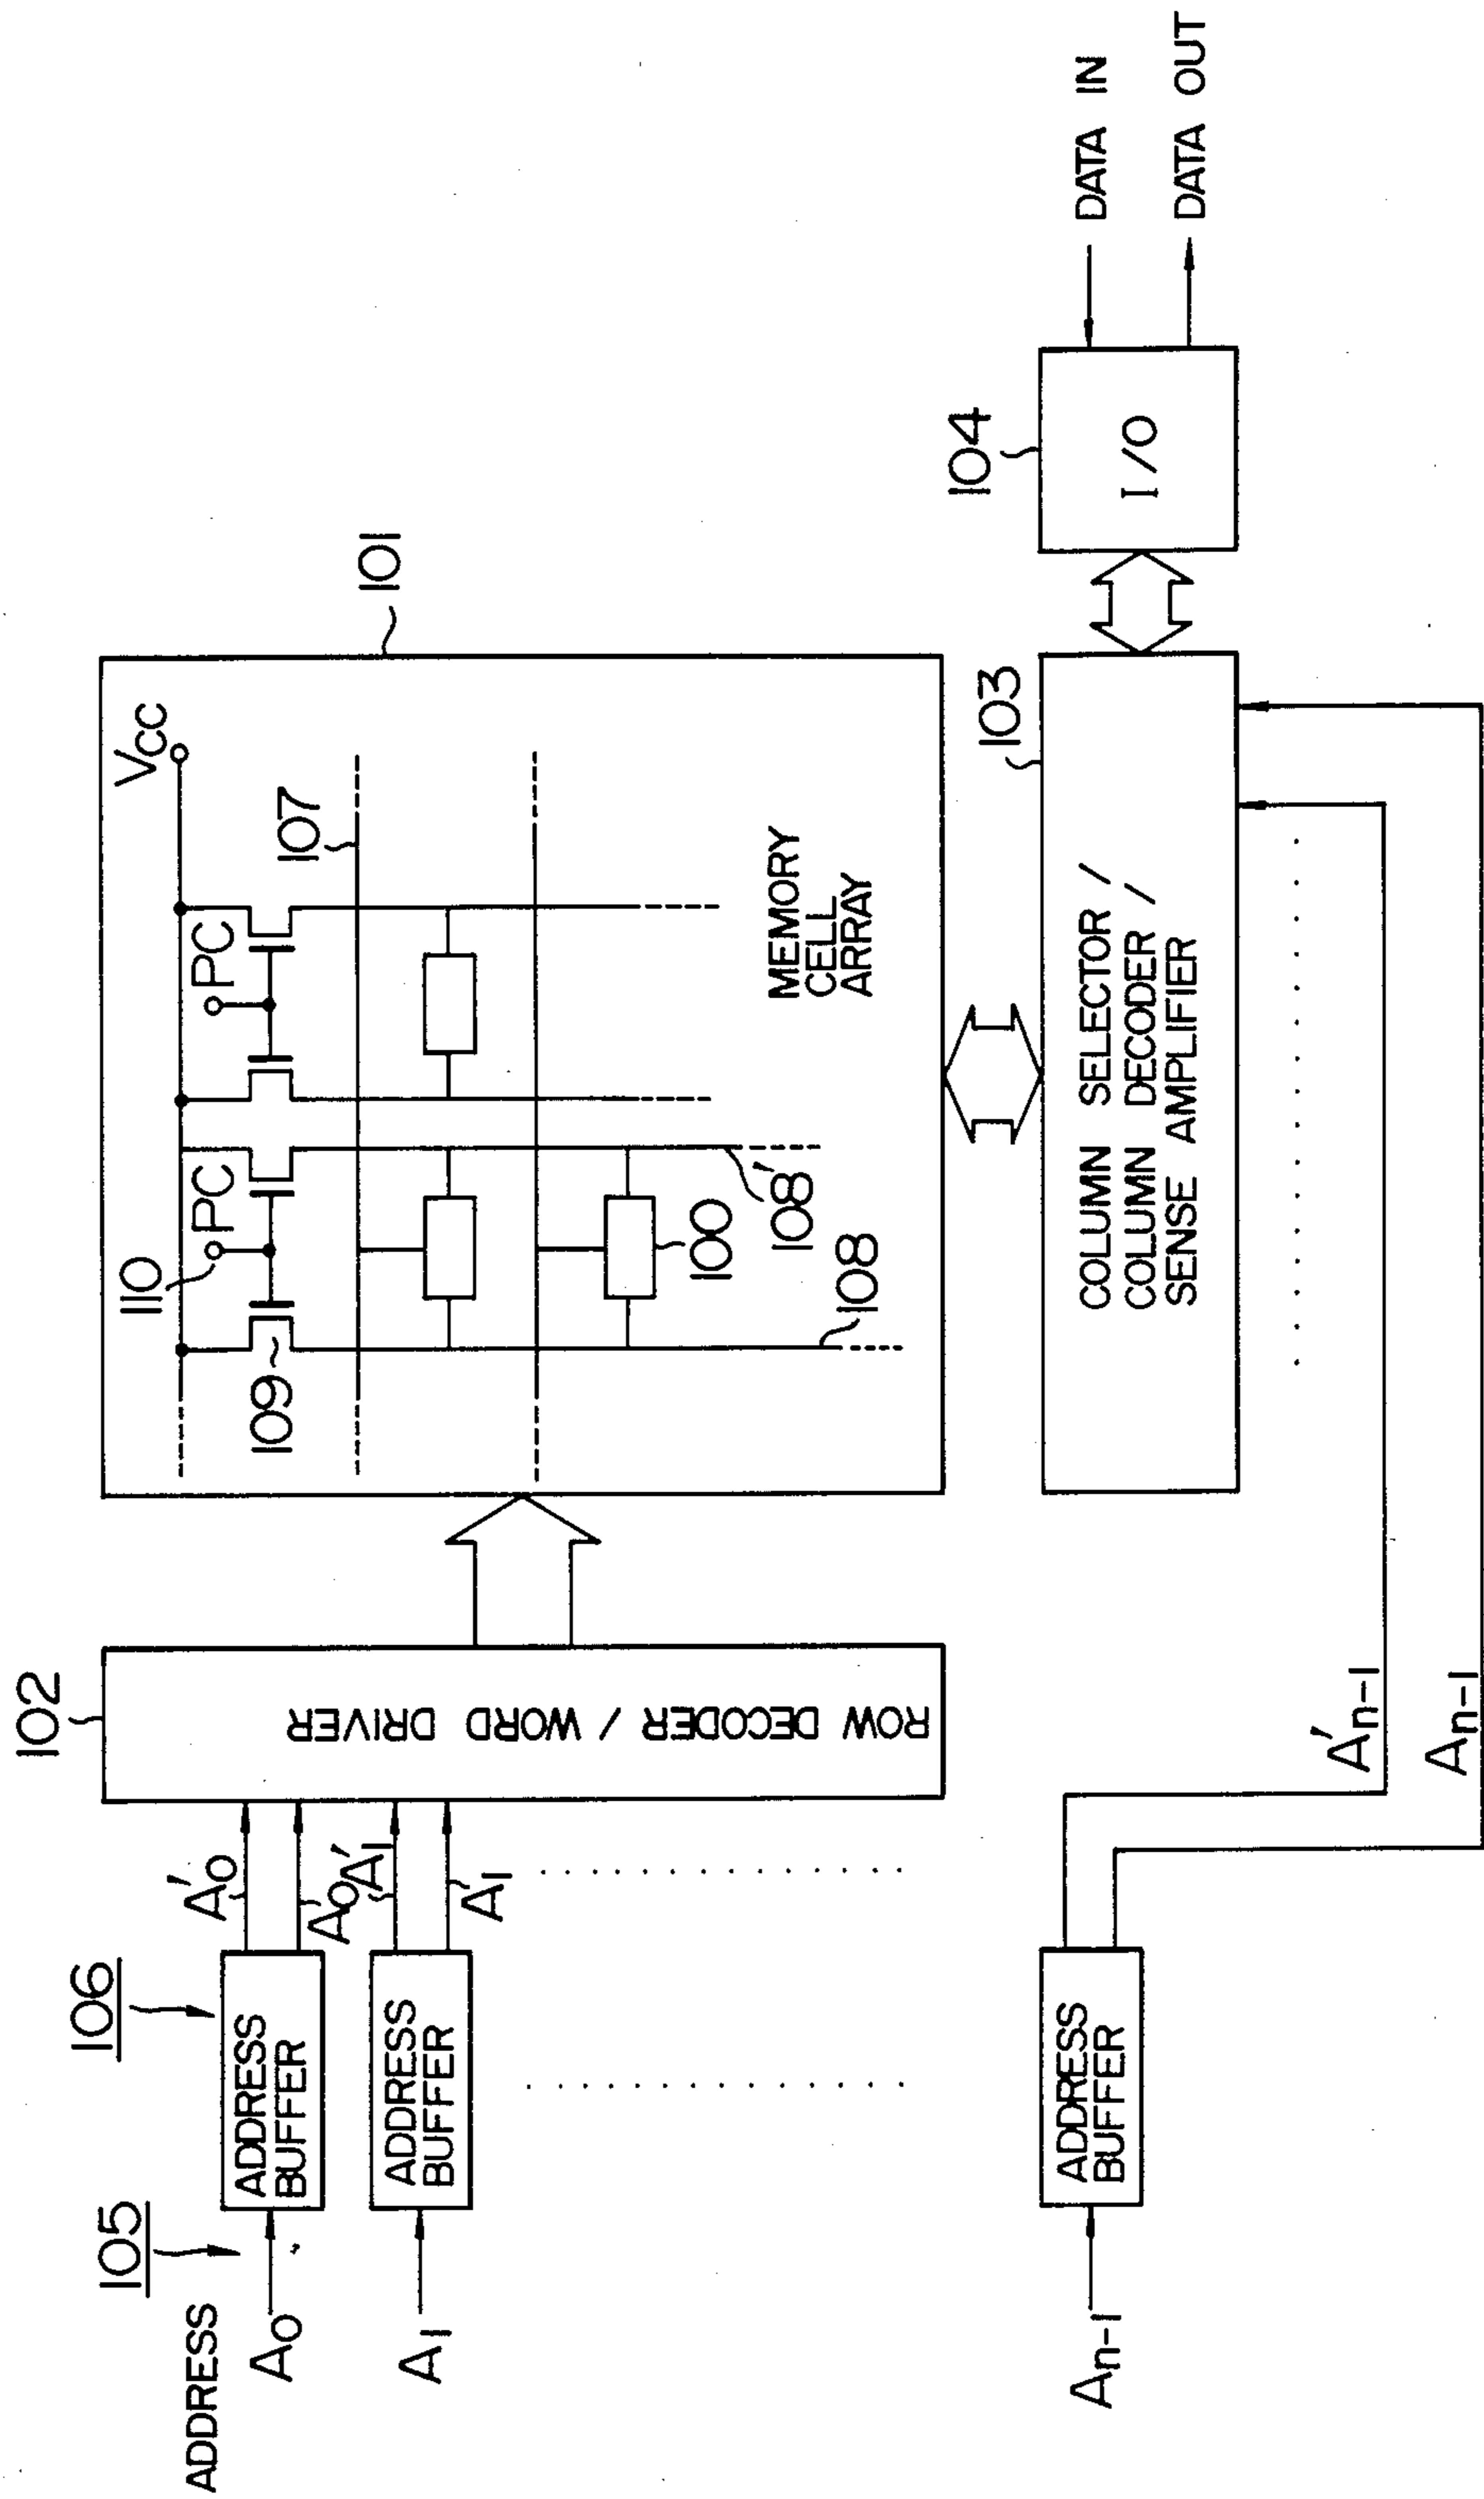 ADDRESS
105
106
102
A0
ADDRESS
BUFFER
A'0
A0
A1
ADDRESS
BUFFER
A'1
A1
ROW DECODER / WORD DRIVER
101
110
PC
PC
Vcc
109
107
100
108'
108
MEMORY
CELL
ARRAY
103
COLUMN SELECTOR /
COLUMN DECODER /
SENSE AMPLIFIER
104
I/O
DATA IN
DATA OUT
An-1
ADDRESS
BUFFER
A'n-1
An-1